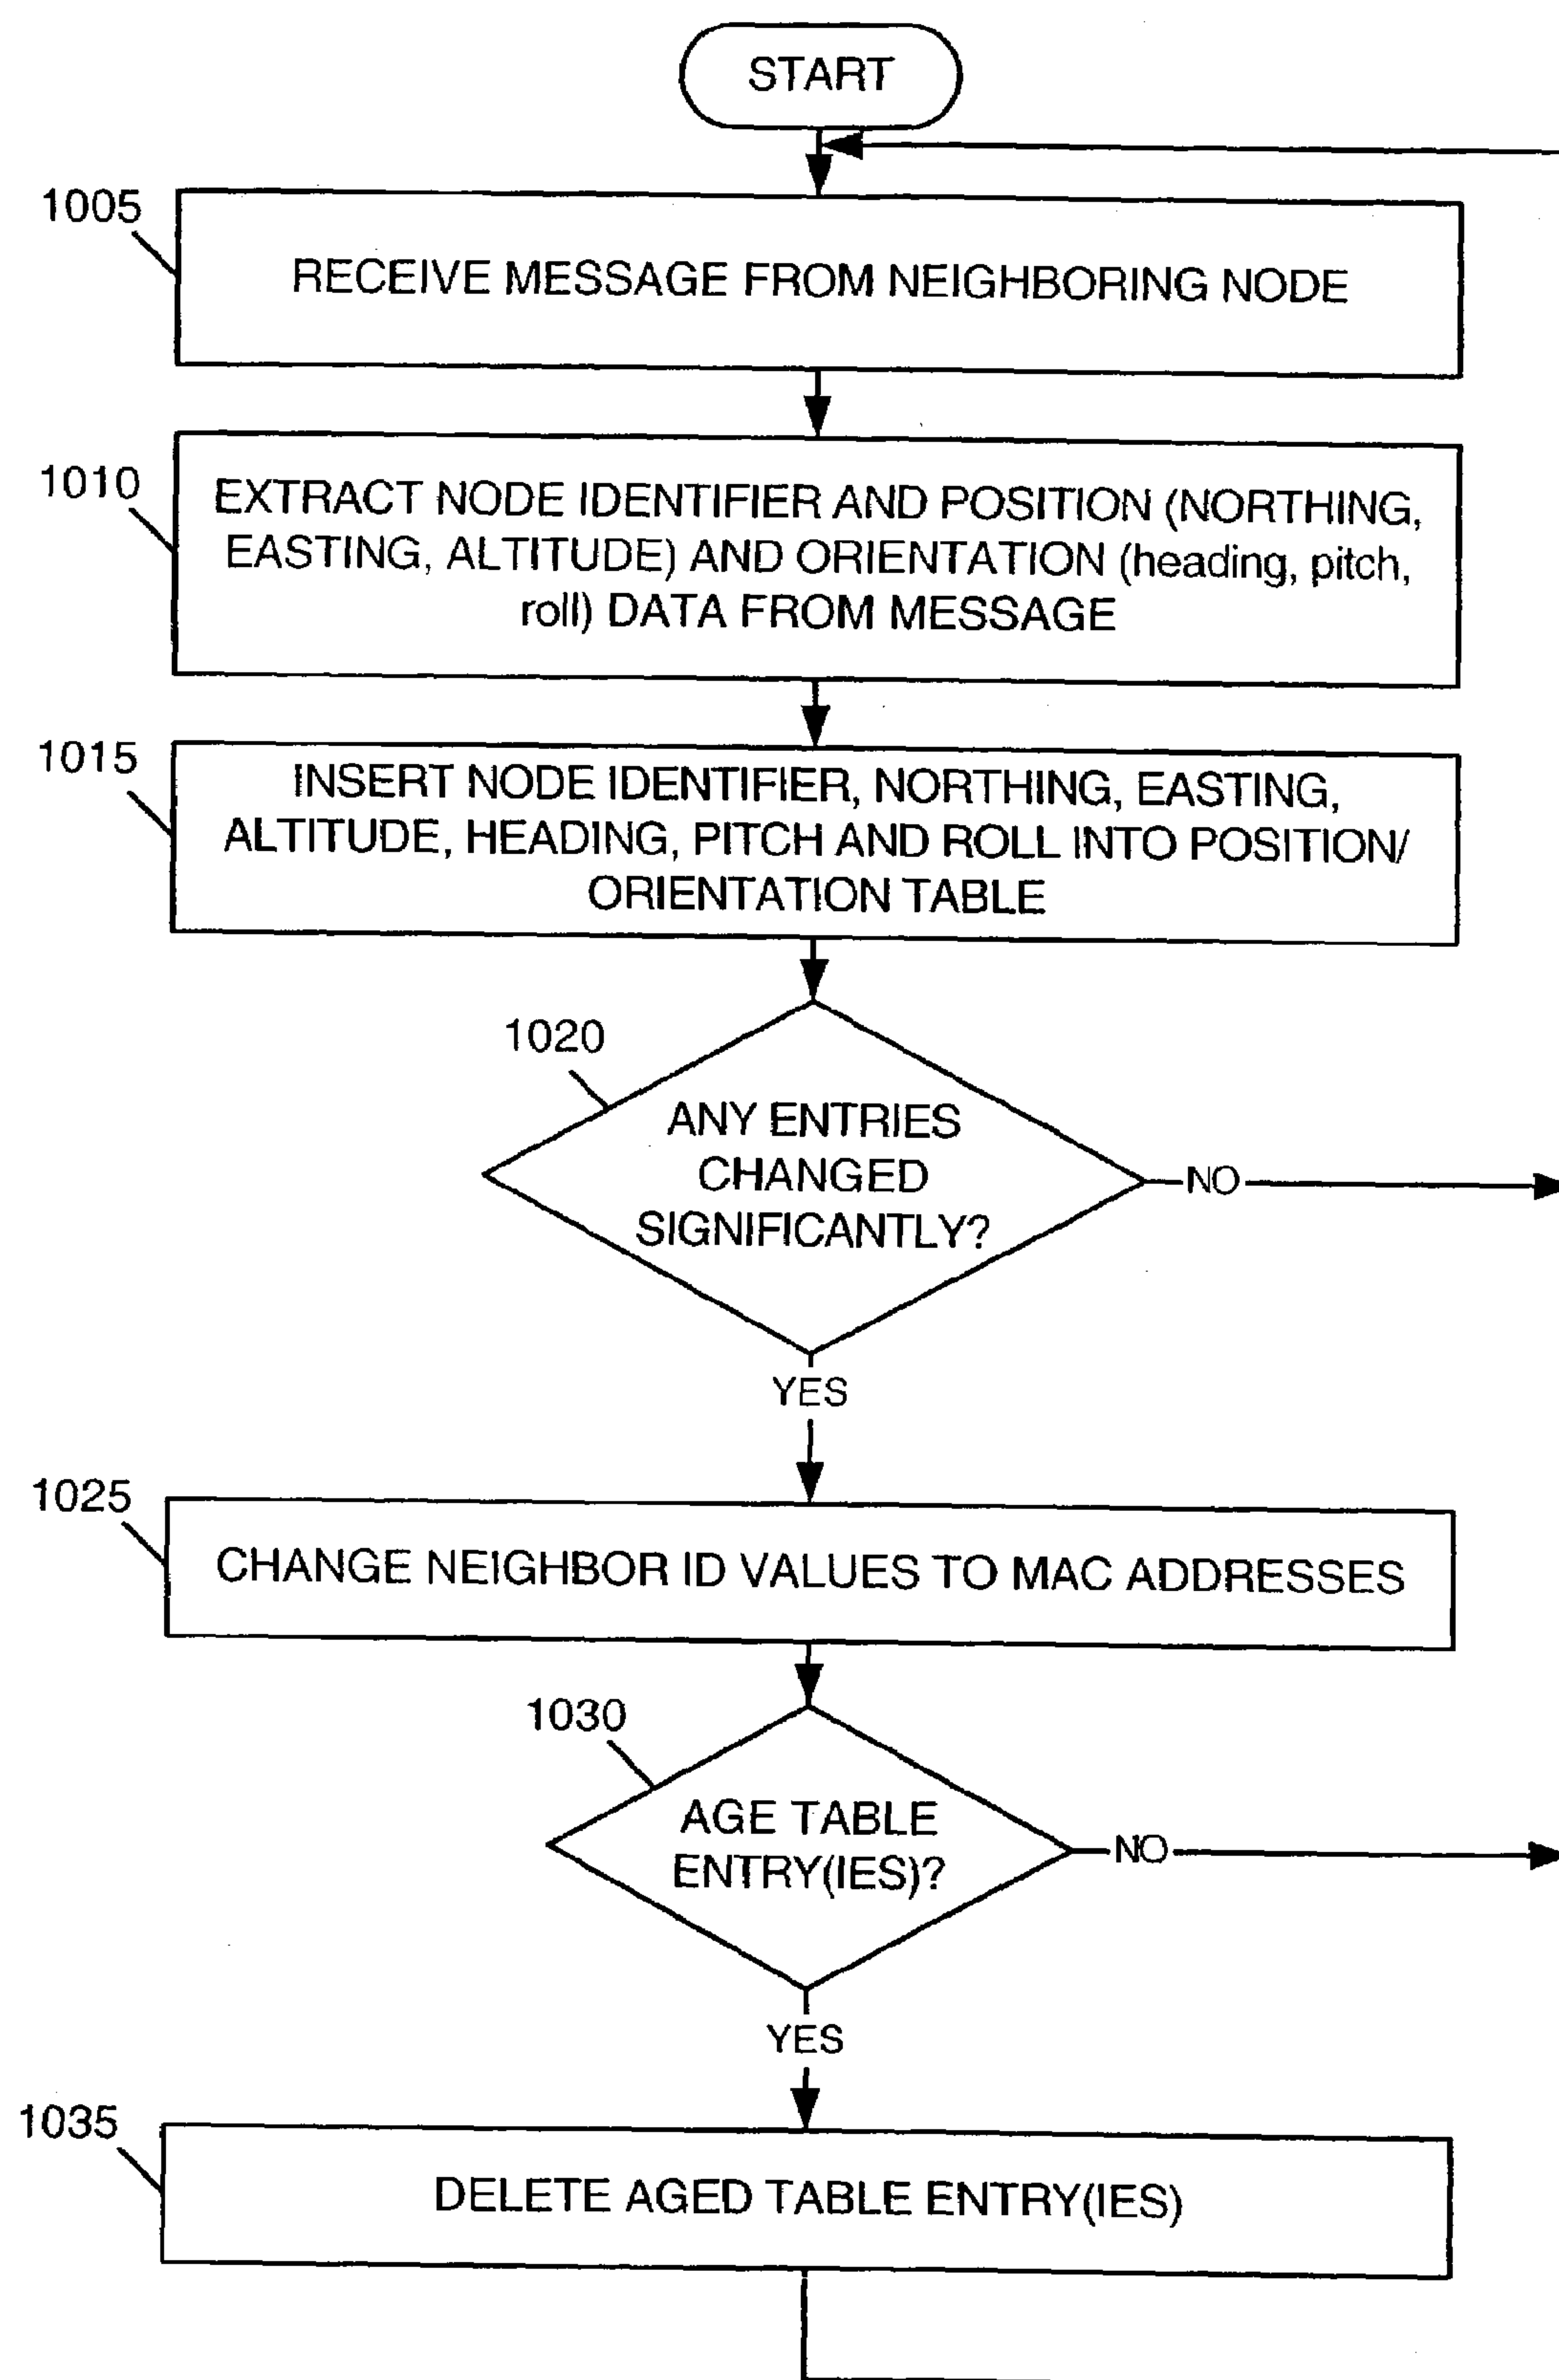 START
1005
RECEIVE MESSAGE FROM NEIGHBORING NODE
1010
EXTRACT NODE IDENTIFIER AND POSITION (NORTHING,
EASTING, ALTITUDE) AND ORIENTATION (heading, pitch,
roll) DATA FROM MESSAGE
1015
INSERT NODE IDENTIFIER, NORTHING, EASTING,
ALTITUDE, HEADING, PITCH AND ROLL INTO POSITION/
ORIENTATION TABLE
1020
ANY ENTRIES
CHANGED
SIGNIFICANTLY?
NO
YES
1025
CHANGE NEIGHBOR ID VALUES TO MAC ADDRESSES
1030
AGE TABLE
ENTRY(IES)?
NO
YES
1035
DELETE AGED TABLE ENTRY(IES)